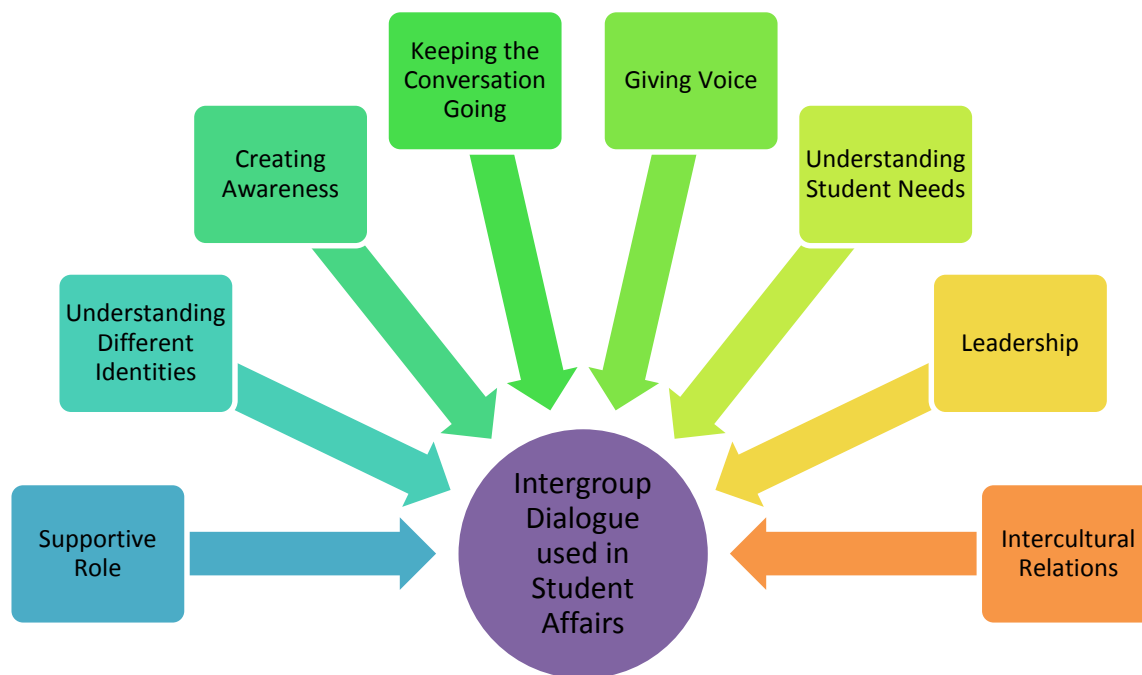 Keeping the
Conversation
Going
Giving Voice
Creating
Awareness
Understanding
Student Needs
Understanding
Different
Identities
Leadership
Supportive
Role
Intergroup
Dialogue
used in
Student
Affairs
Intercultural
Relations